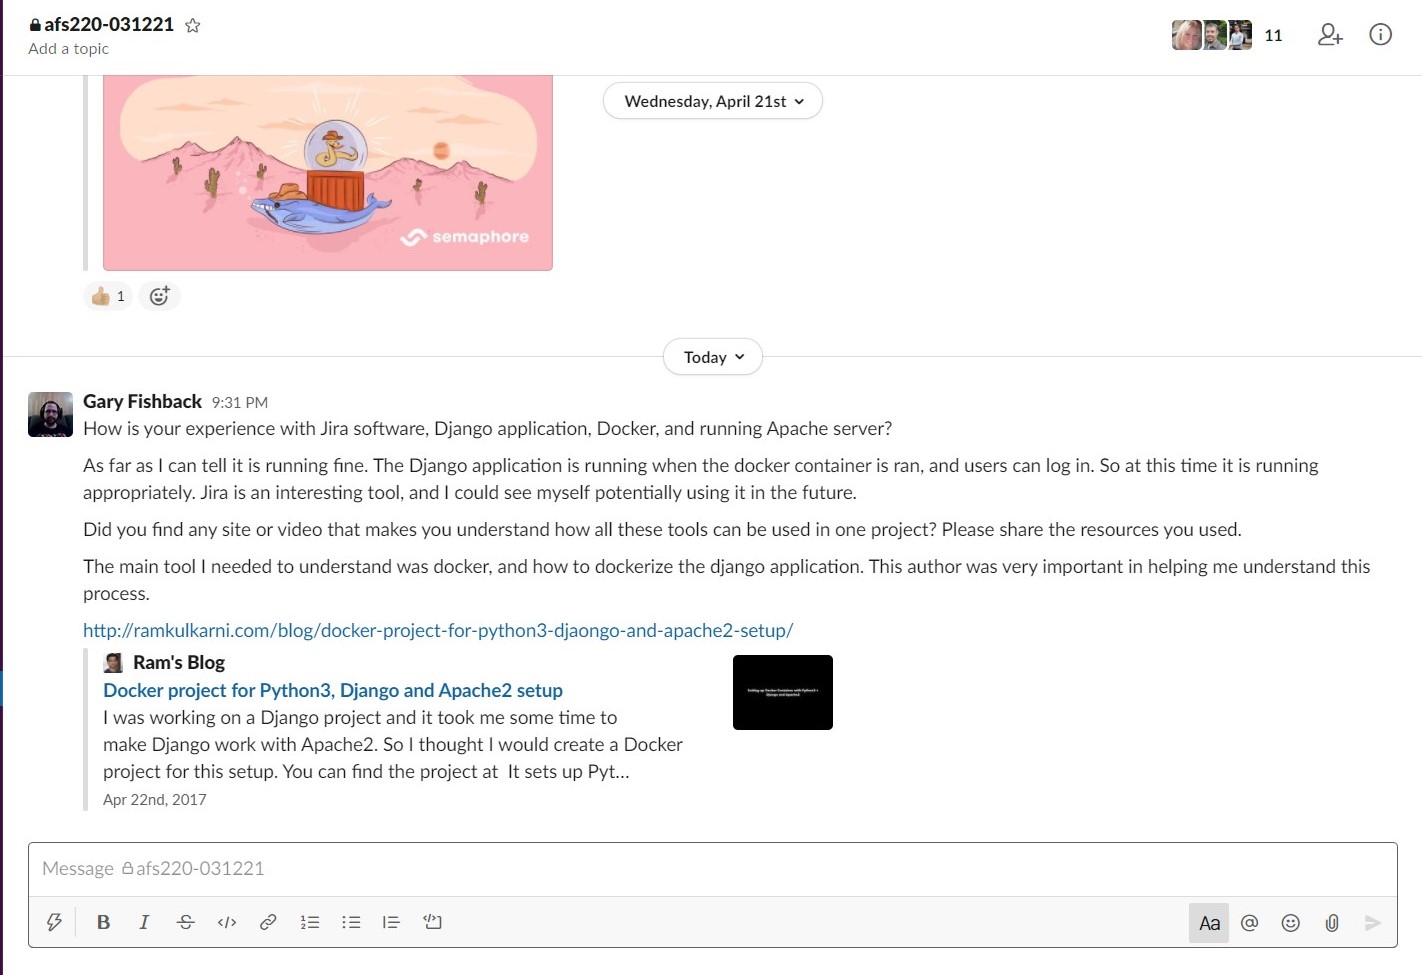 afs220-031221
11
Add a topic
Wednesday, April 21st
semaphore
1
Today
Gary Fishback 9:31 PM
How is your experience with Jira software, Django application, Docker, and running Apache server?
As far as I can tell it is running fine. The Django application is running when the docker container is ran, and users can log in. So at this time it is running
appropriately. Jira is an interesting tool, and I could see myself potentially using it in the future.
Did you find any site or video that makes you understand how all these tools can be used in one project? Please share the resources you used.
The main tool I needed to understand was docker, and how to dockerize the django application. This author was very important in helping me understand this
process.
http://ramkulkarni.com/blog/docker-project-for-python3-djaongo-and-apache2-setup/
Ram's Blog
Docker project for Python3, Django and Apache2 setup
I was working on a Django project and it took me some time to
make Django work with Apache2. So I thought I would create a Docker
project for this setup. You can find the project at  It sets up Pyt...
Apr 22nd, 2017
Setting up Docker Container with Python3 +
Django and Apache2
Message afs220-031221
B I S </> Aa @